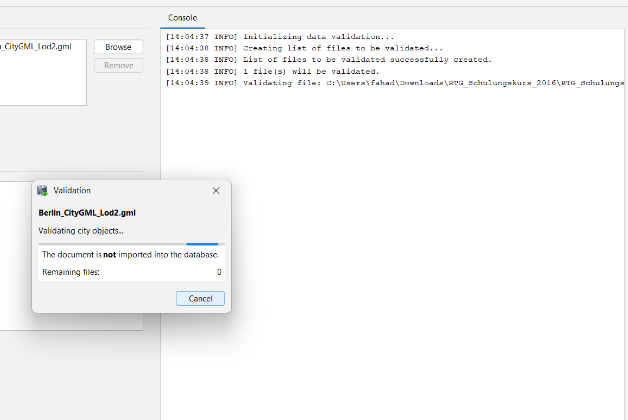 Console
_CityGML_Lod2.gml
Browse
Remove
[14:04:37 INFO] Initializing data validation...
[14:04:38 INFO] Creating list of files to be validated...
[14:04:38 INFO] List of files to be validated successfully created.
[14:04:38 INFO] 1 file(s) will be validated.
[14:04:39 INFO] Validating file: C:\Users\fahad\Downloads\RTG_Schulungskurs_2016\RTG_Schulungs
Validation
Berlin_CityGML_Lod2.gml
Validating city objects...
The document is not imported into the database.
Remaining files: 0
Cancel